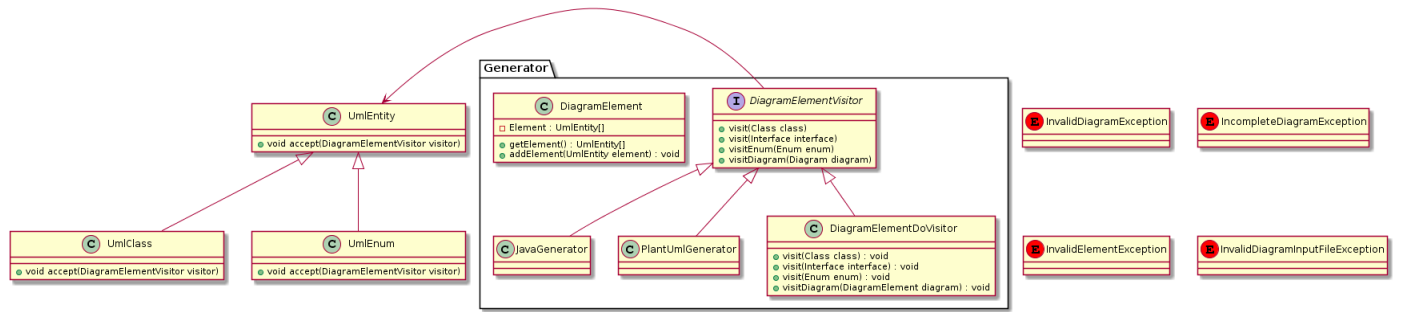 Generator
C UmlEntity
void accept(DiagramElementVisitor visitor)
C DiagramElement
Element : UmlEntity[]
getElement() : UmlEntity[]
addElement(UmlEntity element) : void
I DiagramElementVisitor
visit(Class class)
visit(Interface interface)
visitEnum(Enum enum)
visitDiagram(Diagram diagram)
E InvalidDiagramException
E IncompleteDiagramException
C UmlClass
void accept(DiagramElementVisitor visitor)
C UmlEnum
void accept(DiagramElementVisitor visitor)
C JavaGenerator
C PlantUmlGenerator
C DiagramElementDoVisitor
visit(Class class) : void
visit(Interface interface) : void
visit(Enum enum) : void
visitDiagram(DiagramElement diagram) : void
E InvalidElementException
E InvalidDiagramInputFileException